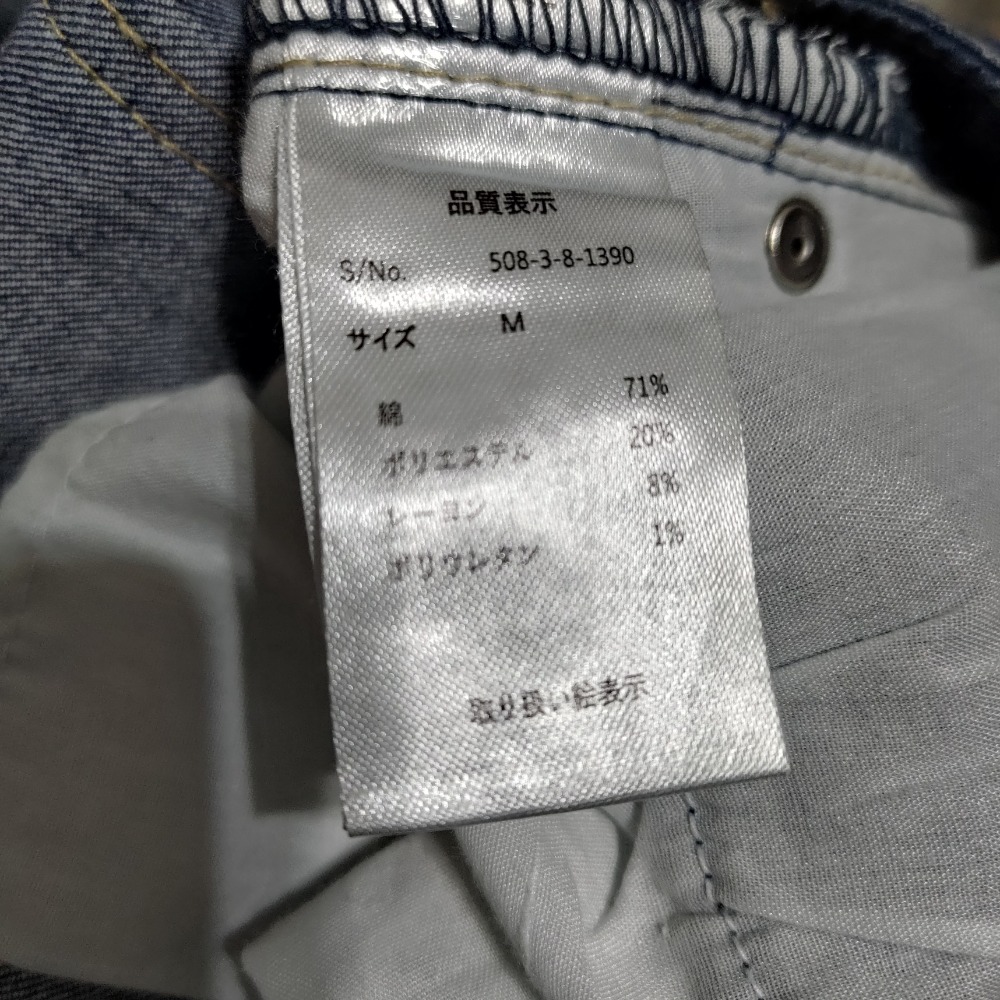 品質表示
S/No. 508-3-8-1390
サイズ M
綿 71%
ポリエステル 20%
レーヨン 8%
ポリウレタン 1%
取り扱い絵表示